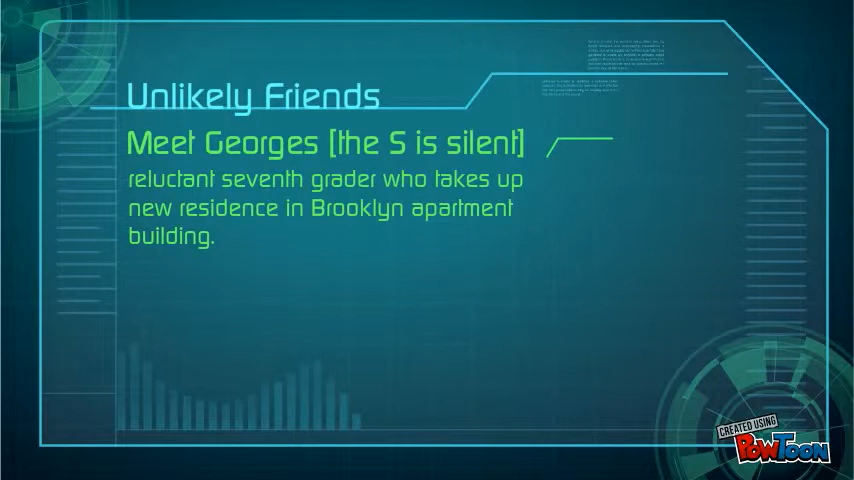 Unlikely Friends
Meet Georges [the S is silent]
reluctant seventh grader who takes up
new residence in Brooklyn apartment
building.
CREATED USING
POWTOON